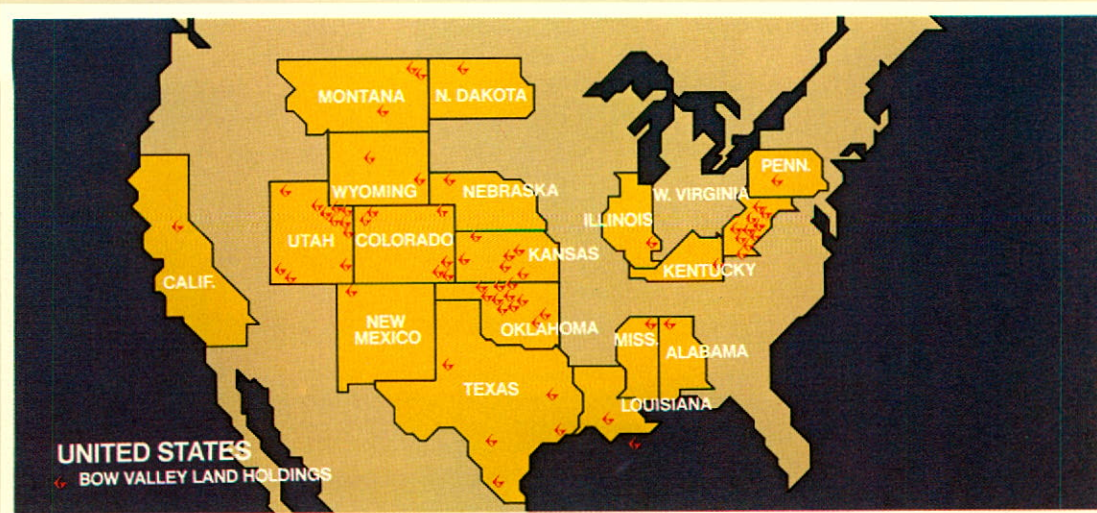 MONTANA
N. DAKOTA
PENN.
WYOMING
NEBRASKA
W. VIRGINIA
ILLINOIS
UTAH
COLORADO
KANSAS
KENTUCKY
CALIF.
NEW
MEXICO
OKLAHOMA
MISS.
ALABAMA
TEXAS
LOUISIANA
UNITED STATES
BOW VALLEY LAND HOLDINGS